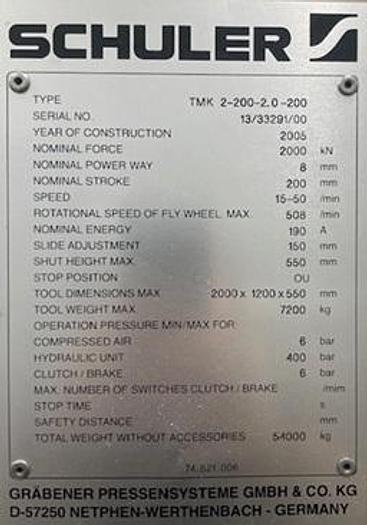 SCHULER
TYPE TMK 2-200-2.0-200
SERIAL NO. 13/33291/00
YEAR OF CONSTRUCTION 2005
NOMINAL FORCE 2000 kN
NOMINAL POWER WAY 8 mm
NOMINAL STROKE 200 mm
SPEED 15-50 /min
ROTATIONAL SPEED OF FLY WHEEL MAX. 508 /min
NOMINAL ENERGY 190 A
SLIDE ADJUSTMENT 150 mm
SHUT HEIGHT MAX. 550 mm
STOP POSITION OU
TOOL DIMENSIONS MAX 2000 x 1200 x 550 mm
TOOL WEIGHT MAX. 7200 kg
OPERATION PRESSURE MIN/MAX FOR:
COMPRESSED AIR 6 bar
HYDRAULIC UNIT 400 bar
CLUTCH / BRAKE 6 bar
MAX. NUMBER OF SWITCHES CLUTCH / BRAKE /mim
STOP TIME s
SAFETY DISTANCE mm
TOTAL WEIGHT WITHOUT ACCESSORIES 54000 kg
74.821.006
GRÄBENER PRESSENSYSTEME GMBH & CO. KG
D-57250 NETPHEN-WERTHENBACH - GERMANY